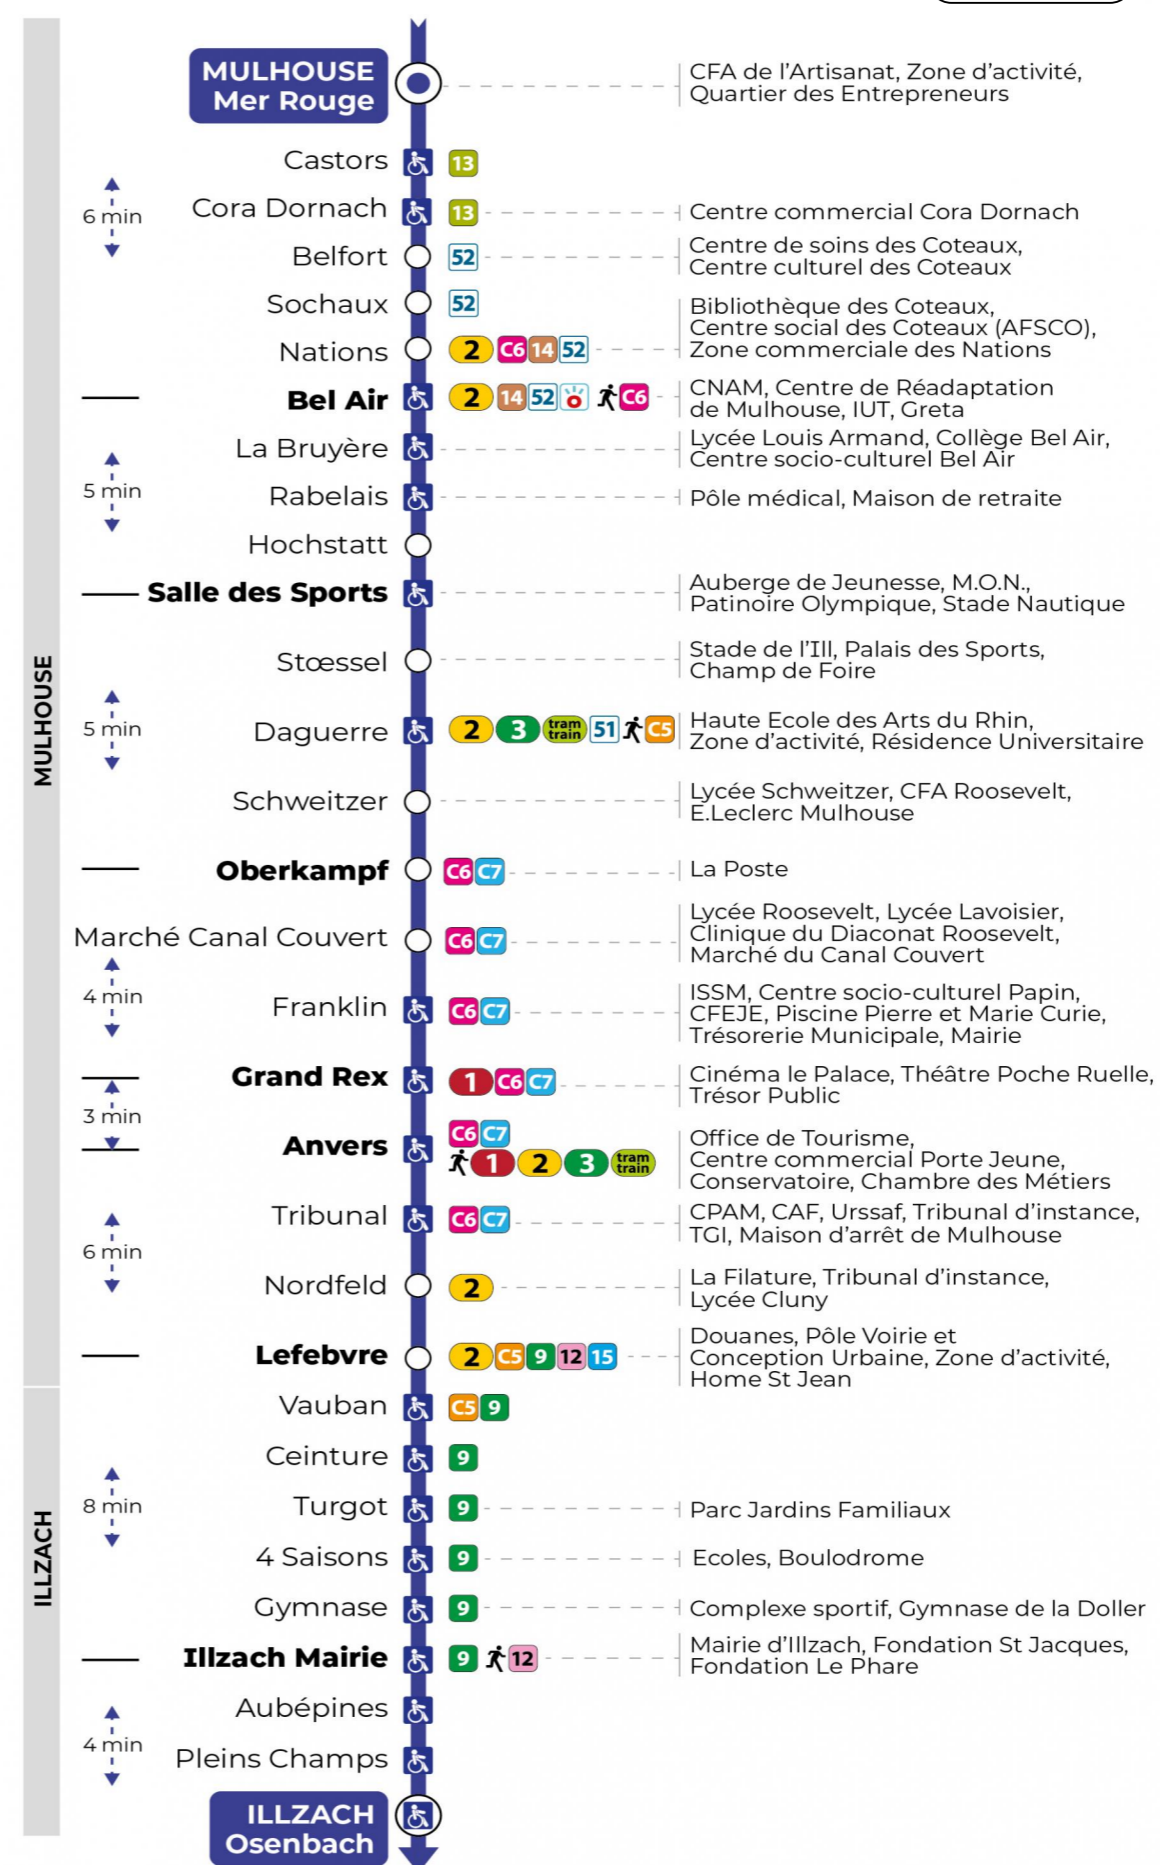 MULHOUSE
Mer Rouge
CFA de l'Artisanat, Zone d'activité,
Quartier des Entrepreneurs
Castors 13
6 min
Cora Dornach 13 Centre commercial Cora Dornach
Belfort 52 Centre de soins des Coteaux,
Centre culturel des Coteaux
Sochaux 52
Nations 2 C6 14 52 Bibliothèque des Coteaux,
Centre social des Coteaux (AFSCO),
Zone commerciale des Nations
Bel Air 2 14 52 C6 CNAM, Centre de Réadaptation
de Mulhouse, IUT, Greta
La Bruyère Lycée Louis Armand, Collège Bel Air,
Centre socio-culturel Bel Air
5 min
Rabelais Pôle médical, Maison de retraite
Hochstatt
Salle des Sports Auberge de Jeunesse, M.O.N.,
Patinoire Olympique, Stade Nautique
MULHOUSE
Stœssel Stade de l'Ill, Palais des Sports,
Champ de Foire
5 min
Daguerre 2 3 tram train 51 C5 Haute Ecole des Arts du Rhin,
Zone d'activité, Résidence Universitaire
Schweitzer Lycée Schweitzer, CFA Roosevelt,
E.Leclerc Mulhouse
Oberkampf C6 C7 La Poste
Marché Canal Couvert C6 C7 Lycée Roosevelt, Lycée Lavoisier,
Clinique du Diaconat Roosevelt,
Marché du Canal Couvert
4 min
Franklin C6 C7 ISSM, Centre socio-culturel Papin,
CFEJE, Piscine Pierre et Marie Curie,
Trésorerie Municipale, Mairie
Grand Rex 1 C6 C7 Cinéma le Palace, Théâtre Poche Ruelle,
Trésor Public
3 min
Anvers C6 C7
1 2 3 tram train
Office de Tourisme,
Centre commercial Porte Jeune,
Conservatoire, Chambre des Métiers
Tribunal C6 C7 CPAM, CAF, Urssaf, Tribunal d'instance,
TGI, Maison d'arrêt de Mulhouse
6 min
Nordfeld 2 La Filature, Tribunal d'instance,
Lycée Cluny
Lefebvre 2 C5 9 12 15 Douanes, Pôle Voirie et
Conception Urbaine, Zone d'activité,
Home St Jean
Vauban C5 9
Ceinture 9
8 min
Turgot 9 Parc Jardins Familiaux
ILLZACH
4 Saisons 9 Ecoles, Boulodrome
Gymnase 9 Complexe sportif, Gymnase de la Doller
Illzach Mairie 9 12 Mairie d'Illzach, Fondation St Jacques,
Fondation Le Phare
Aubépines
4 min
Pleins Champs
ILLZACH
Osenbach